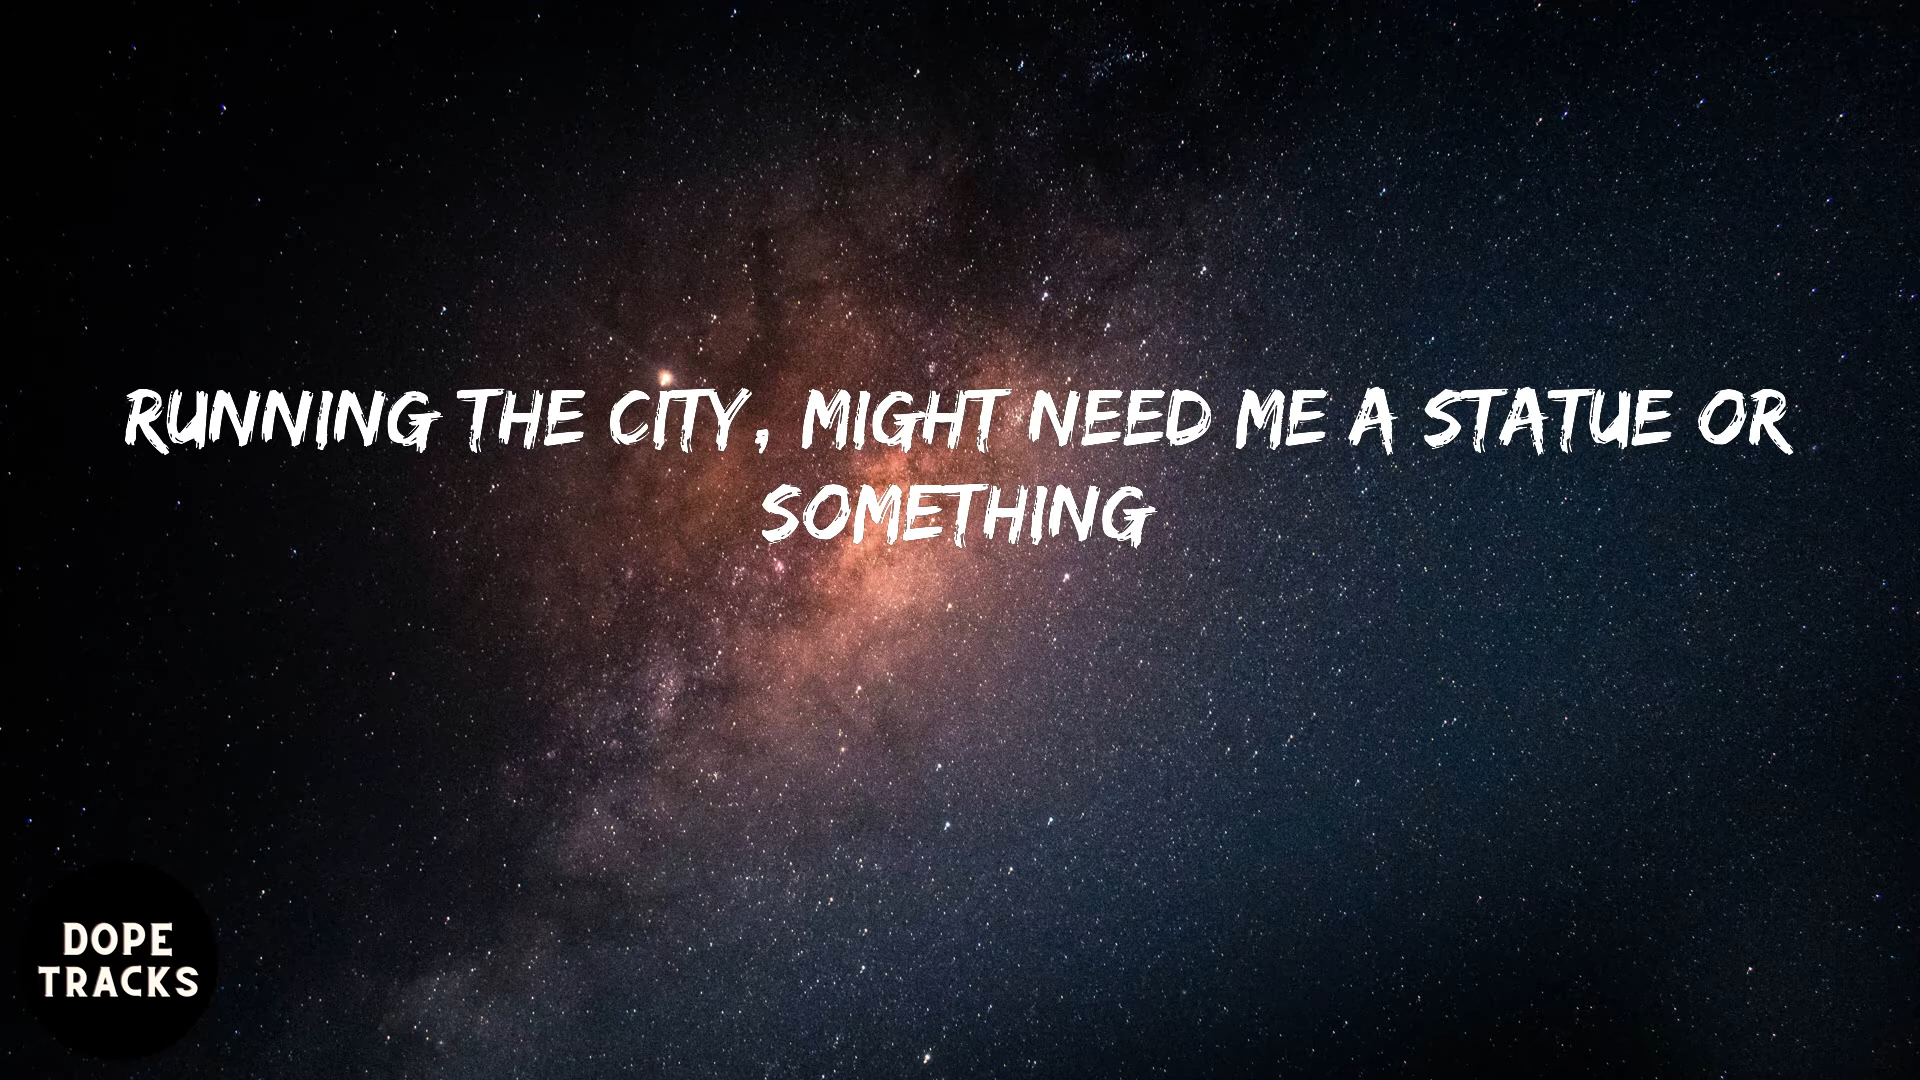 RUNNING THE CITY, MIGHT NEED ME A STATUE OR
SOMETHING
DOPE
TRACKS